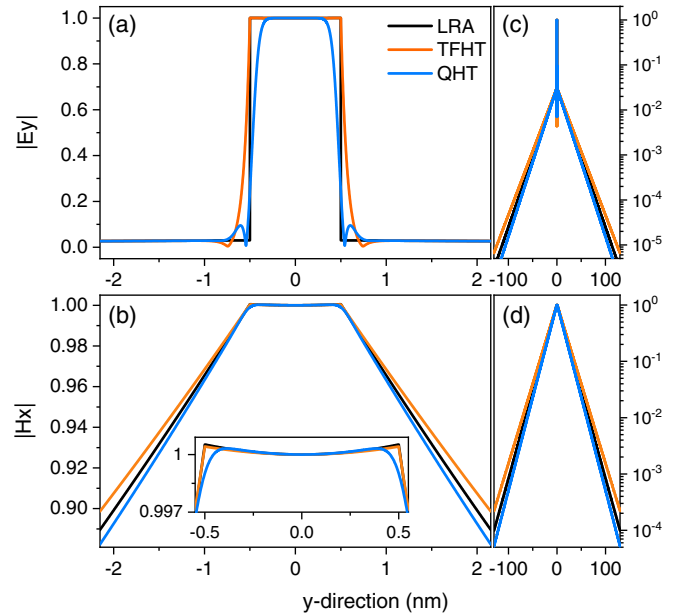 (a)
LRA
TFHT
QHT
|Ey|
1.0
0.8
0.6
0.4
0.2
0.0
-2 -1 0 1 2
(c)
10⁰
10⁻¹
10⁻²
10⁻³
10⁻⁴
10⁻⁵
-100 0 100
(b)
|Hx|
1.00
0.98
0.96
0.94
0.92
0.90
1
0.997
-0.5 0.0 0.5
-2 -1 0 1 2
(d)
10⁰
10⁻¹
10⁻²
10⁻³
10⁻⁴
-100 0 100
y-direction (nm)